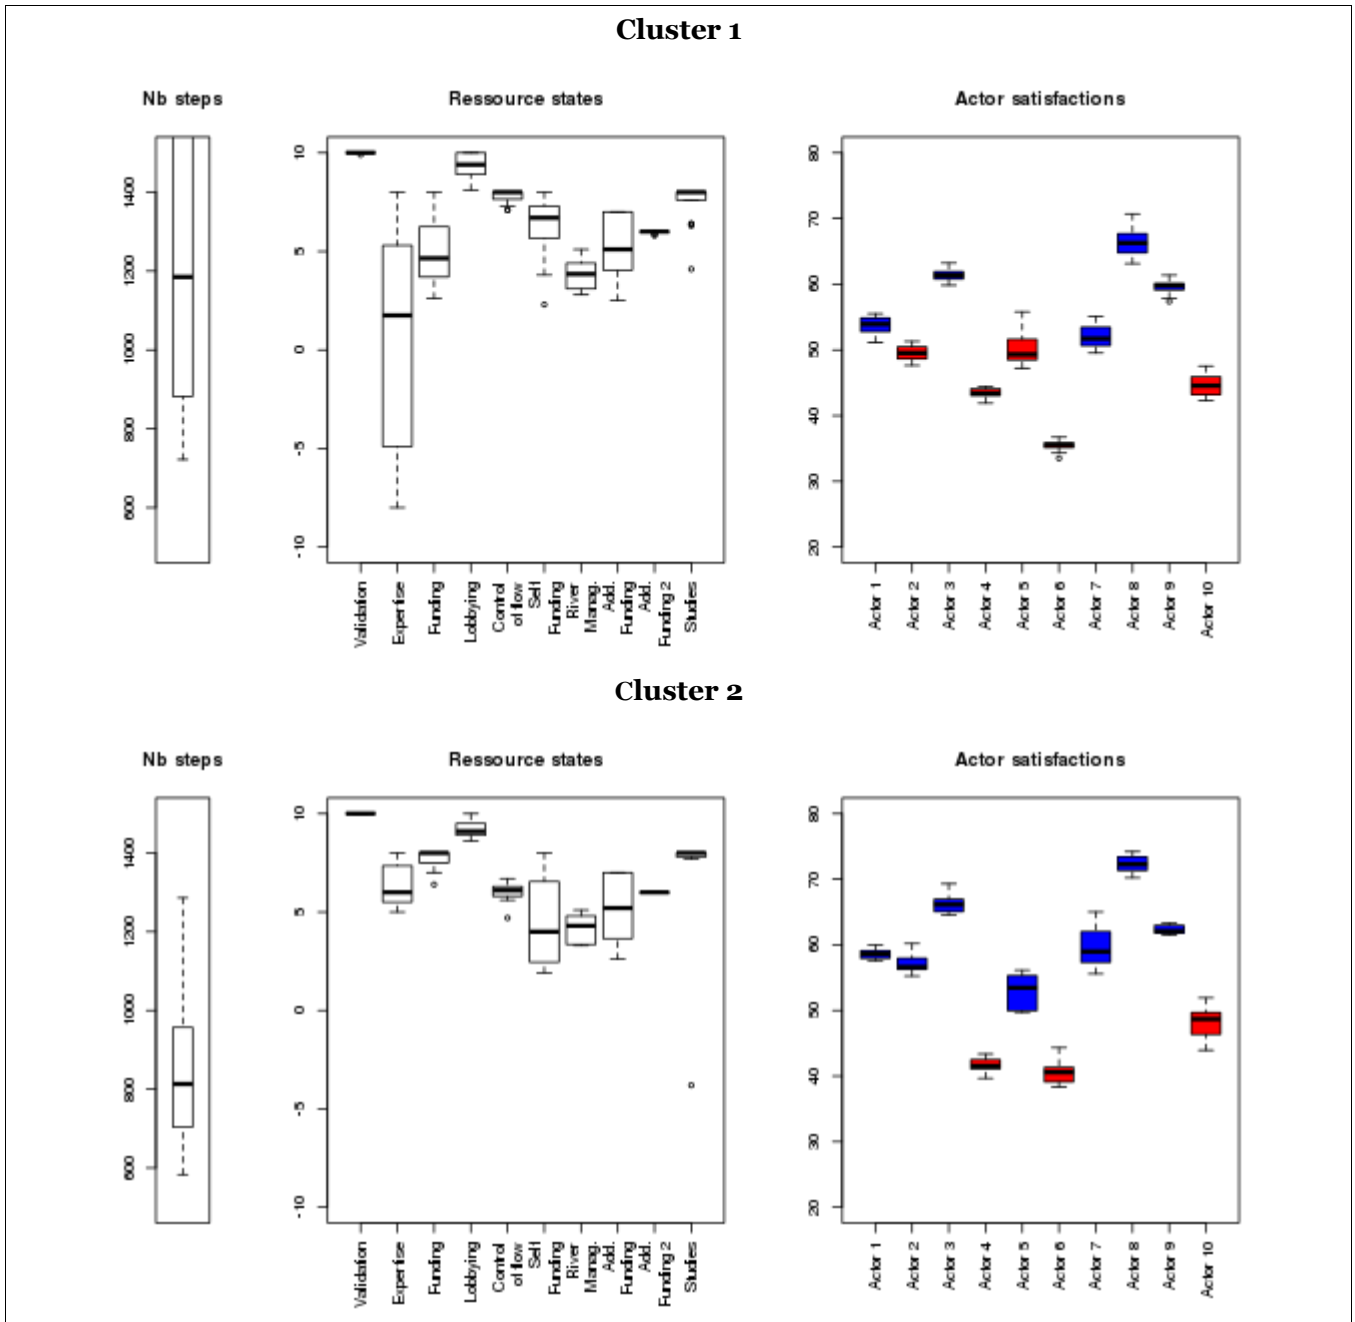 Cluster 1
Nb steps
Ressource states
Actor satisfactions
600
800
1000
1200
1400
-10
-5
0
5
10
Validation
Expertise
Funding
Lobbying
Control
of flow
Self
Funding
River
Manag.
Add.
Funding
Add.
Funding 2
Studies
20
30
40
50
60
70
80
Actor 1
Actor 2
Actor 3
Actor 4
Actor 5
Actor 6
Actor 7
Actor 8
Actor 9
Actor 10
Cluster 2
Nb steps
Ressource states
Actor satisfactions
600
800
1000
1200
1400
-10
-5
0
5
10
Validation
Expertise
Funding
Lobbying
Control
of flow
Self
Funding
River
Manag.
Add.
Funding
Add.
Funding 2
Studies
20
30
40
50
60
70
80
Actor 1
Actor 2
Actor 3
Actor 4
Actor 5
Actor 6
Actor 7
Actor 8
Actor 9
Actor 10